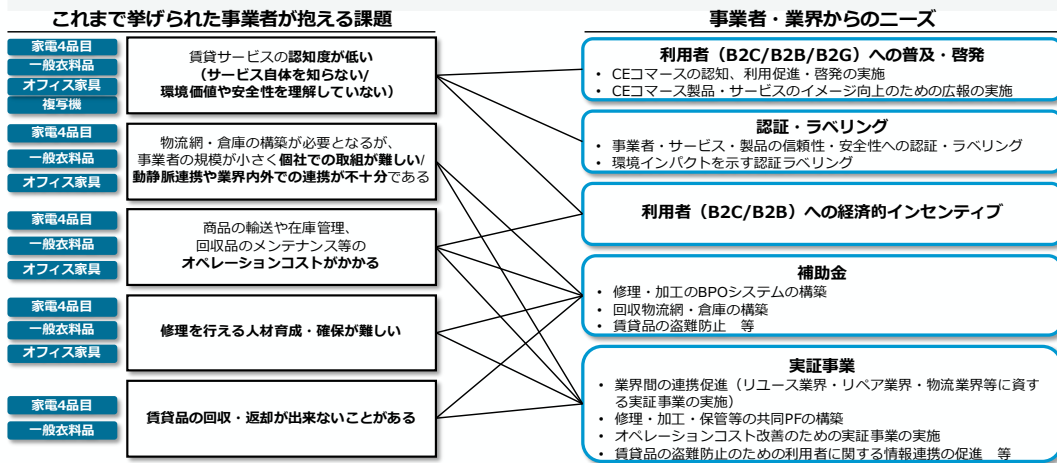 これまで挙げられた事業者が抱える課題
家電4品目
一般衣料品
オフィス家具
複写機
賃貸サービスの認知度が低い
（サービス自体を知らない/
環境価値や安全性を理解していない）
家電4品目
一般衣料品
オフィス家具
物流網・倉庫の構築が必要となるが、
事業者の規模が小さく個社での取組が難しい/
動静脈連携や業界内外での連携が不十分である
家電4品目
一般衣料品
オフィス家具
商品の輸送や在庫管理、
回収品のメンテナンス等の
オペレーションコストがかかる
家電4品目
一般衣料品
オフィス家具
修理を行える人材育成・確保が難しい
家電4品目
一般衣料品
賃貸品の回収・返却が出来ないことがある
事業者・業界からのニーズ
利用者（B2C/B2B/B2G）への普及・啓発
• CEコマースの認知、利用促進・啓発の実施
• CEコマース製品・サービスのイメージ向上のための広報の実施
認証・ラベリング
• 事業者・サービス・製品の信頼性・安全性への認証・ラベリング
• 環境インパクトを示す認証ラベリング
利用者（B2C/B2B）への経済的インセンティブ
補助金
• 修理・加工のBPOシステムの構築
• 回収物流網・倉庫の構築
• 賃貸品の盗難防止　等
実証事業
• 業界間の連携促進（リユース業界・リペア業界・物流業界等に資す
る実証事業の実施）
• 修理・加工・保管等の共同PFの構築
• オペレーションコスト改善のための実証事業の実施
• 賃貸品の盗難防止のための利用者に関する情報連携の促進　等